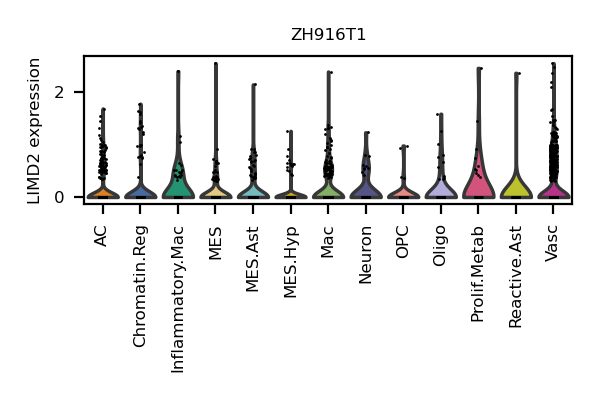 ZH916T1
LIMD2 expression
2
0
AC
Chromatin.Reg
Inflammatory.Mac
MES
MES.Ast
MES.Hyp
Mac
Neuron
OPC
Oligo
Prolif.Metab
Reactive.Ast
Vasc